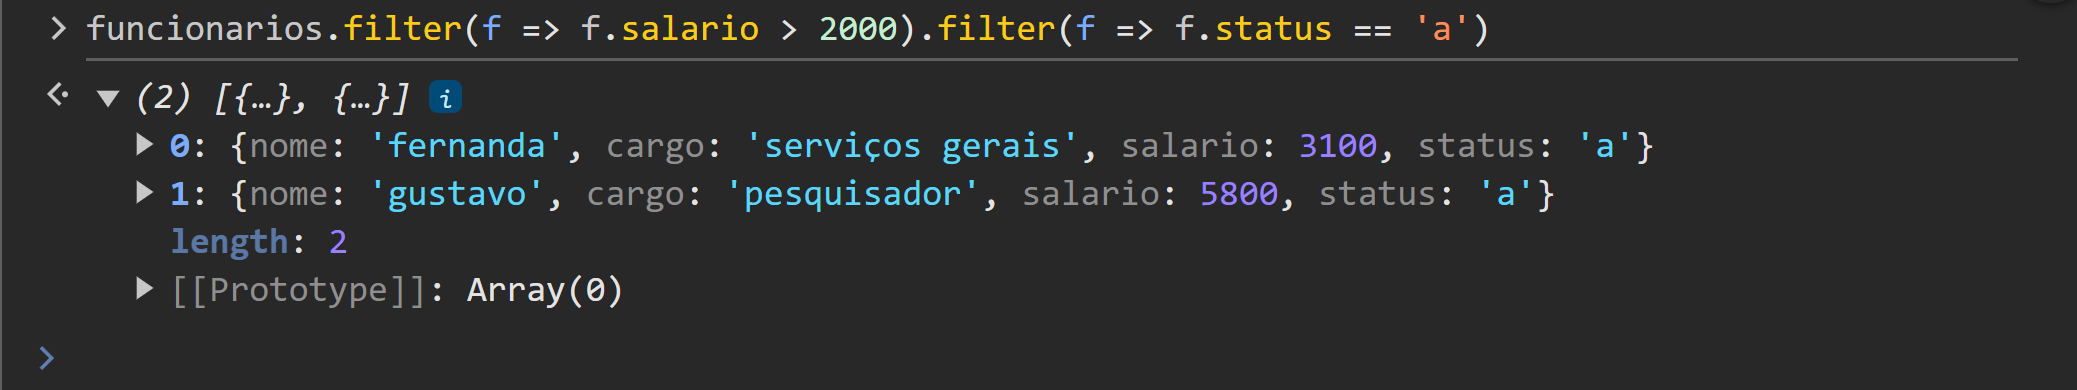 > funcionarios.filter(f => f.salario > 2000).filter(f => f.status == 'a')
(2) [{…}, {…}] i
0: {nome: 'fernanda', cargo: 'serviços gerais', salario: 3100, status: 'a'}
1: {nome: 'gustavo', cargo: 'pesquisador', salario: 5800, status: 'a'}
length: 2
[[Prototype]]: Array(0)
>